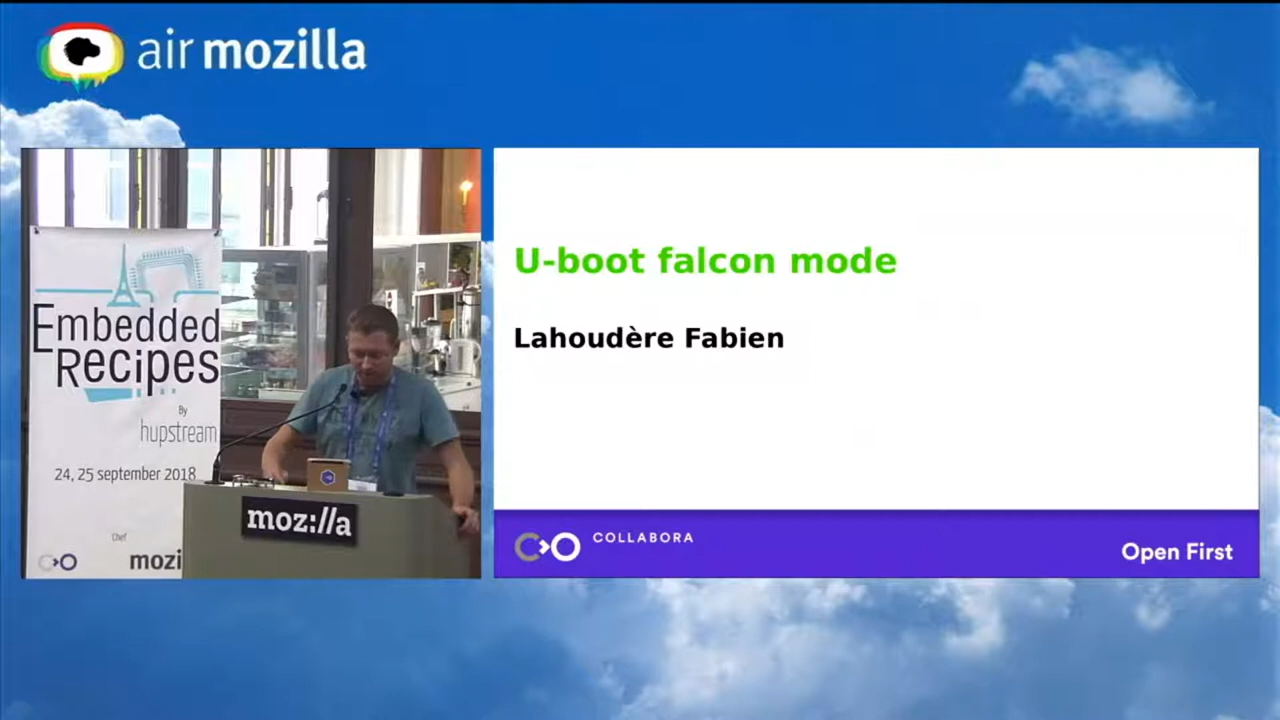 air mozilla
Embedded
Recipes
By
hupstream
24, 25 september 2018
Chef
mozi
moz://a
U-boot falcon mode
Lahoudère Fabien
COLLABORA
Open First